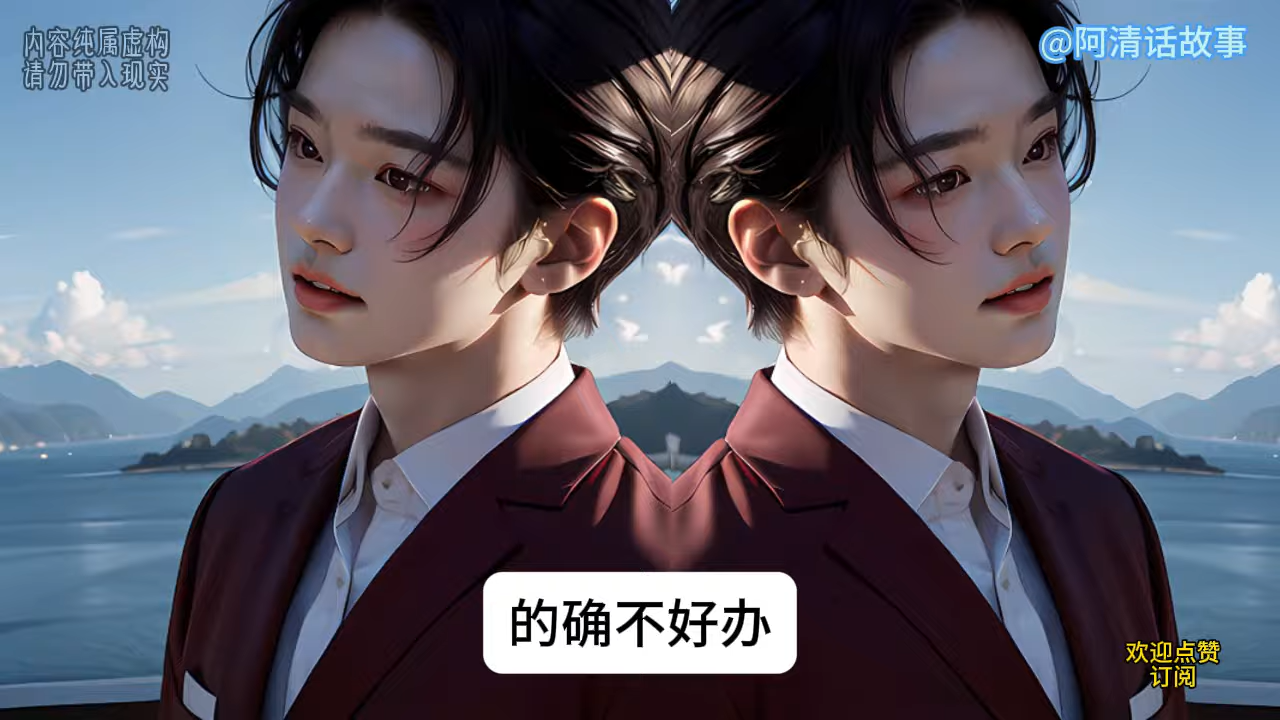 内容纯属虚构
请勿带入现实
@阿清话故事
的确不好办
欢迎点赞
订阅